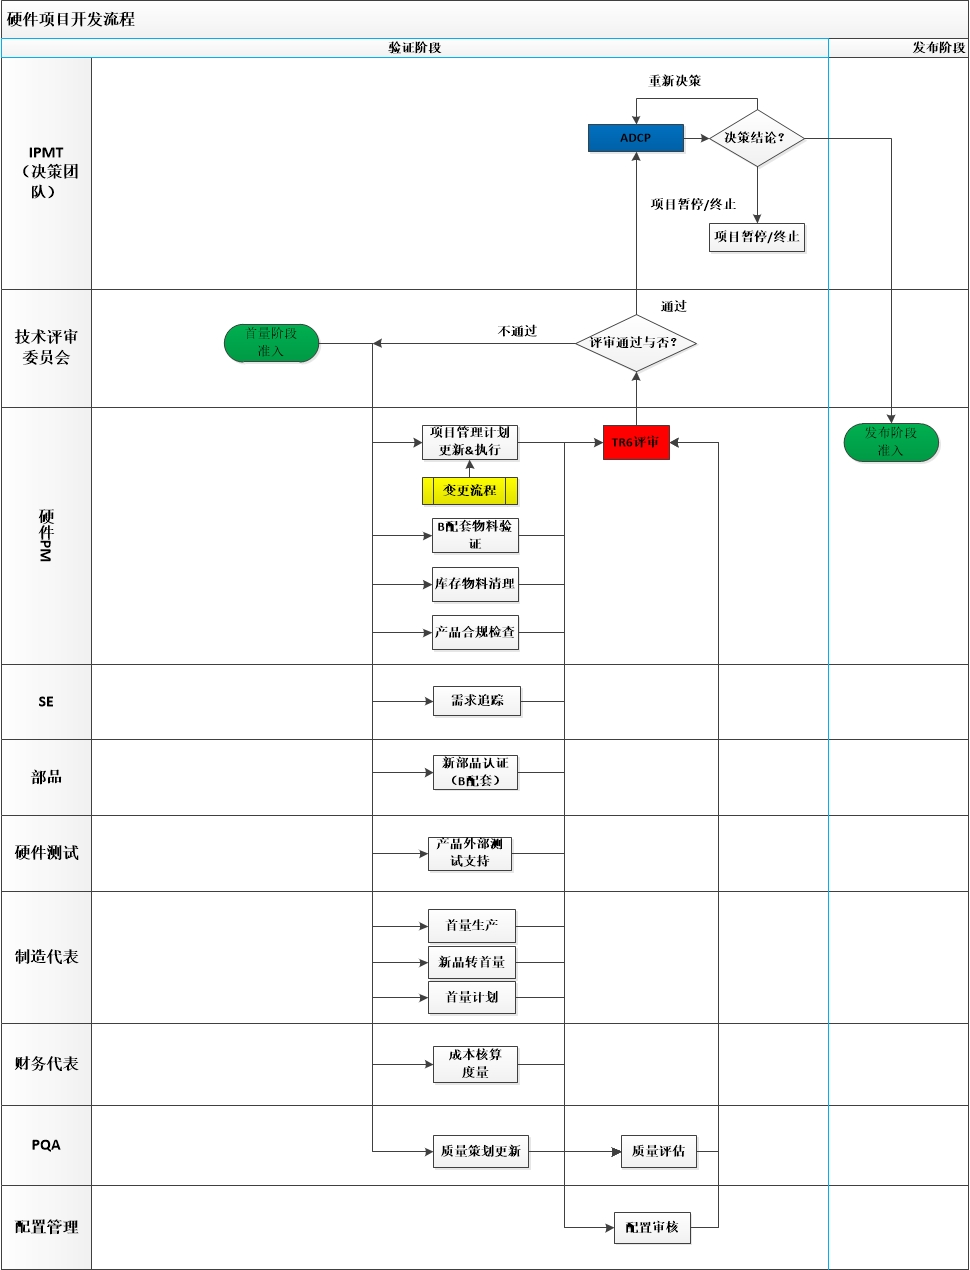 硬件项目开发流程
验证阶段
发布阶段
IPMT
（决策团
队）
重新决策
ADCP
决策结论？
项目暂停/终止
项目暂停/终止
技术评审
委员会
首量阶段
准入
不通过
通过
评审通过与否？
硬件PM
项目管理计划
更新&执行
TR6评审
发布阶段
准入
变更流程
B配套物料验
证
库存物料清理
产品合规检查
SE
需求追踪
部品
新部品认证
（B配套）
硬件测试
产品外部测
试支持
制造代表
首量生产
新品转首量
首量计划
财务代表
成本核算
度量
PQA
质量策划更新
质量评估
配置管理
配置审核